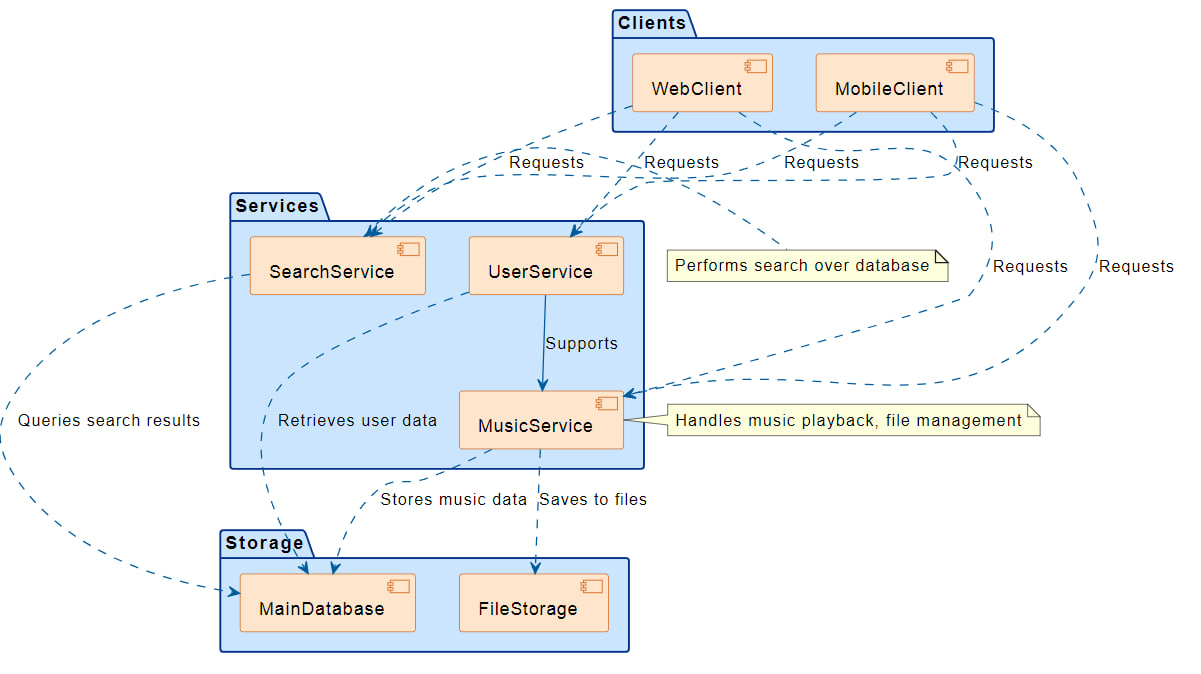 Clients
WebClient
MobileClient
Requests
Requests
Requests
Requests
Services
SearchService
UserService
Performs search over database
Requests
Requests
Supports
Queries search results
Retrieves user data
MusicService
Handles music playback, file management
Stores music data
Saves to files
Storage
MainDatabase
FileStorage